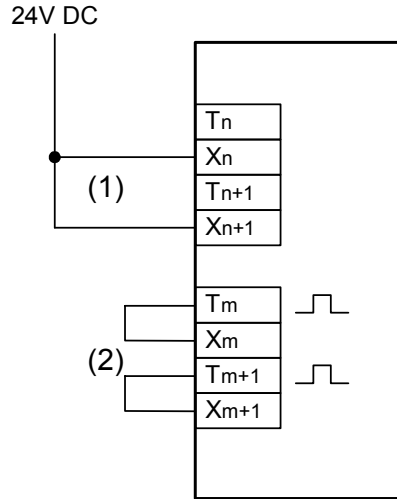 24V DC
Tn
Xn
(1)
Tn+1
Xn+1
Tm
Xm
(2)
Tm+1
Xm+1